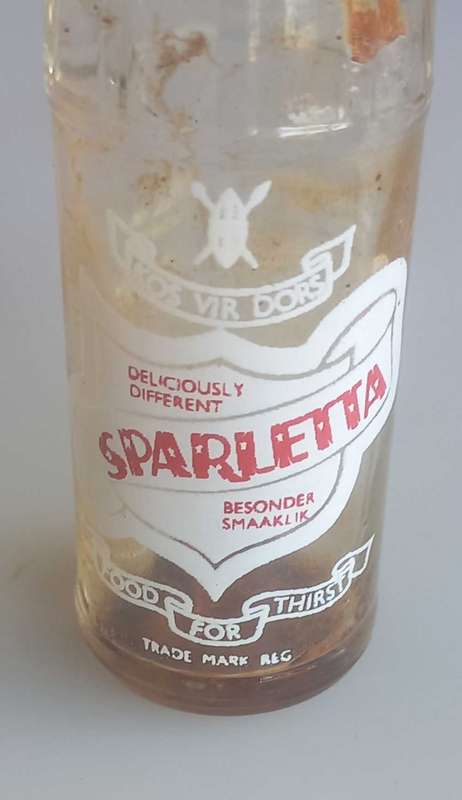 KOS VIR DORS
DELICIOUSLY
DIFFERENT
SPARLETTA
BESONDER
SMAAKLIK
FOOD FOR THIRST
TRADE MARK REG